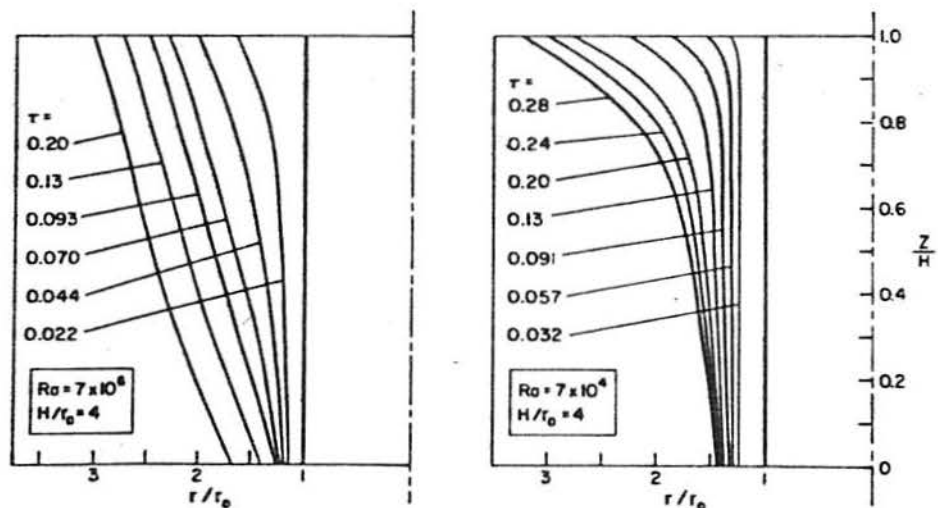 τ =
0.20
0.13
0.093
0.070
0.044
0.022
Ra = 7 x 10⁶
H/r₀ = 4
3
2
1
r/r₀
τ =
0.28
0.24
0.20
0.13
0.091
0.057
0.032
Ra = 7 x 10⁴
H/r₀ = 4
3
2
1
r/r₀
1.0
0.8
0.6
Z
H
0.4
0.2
0